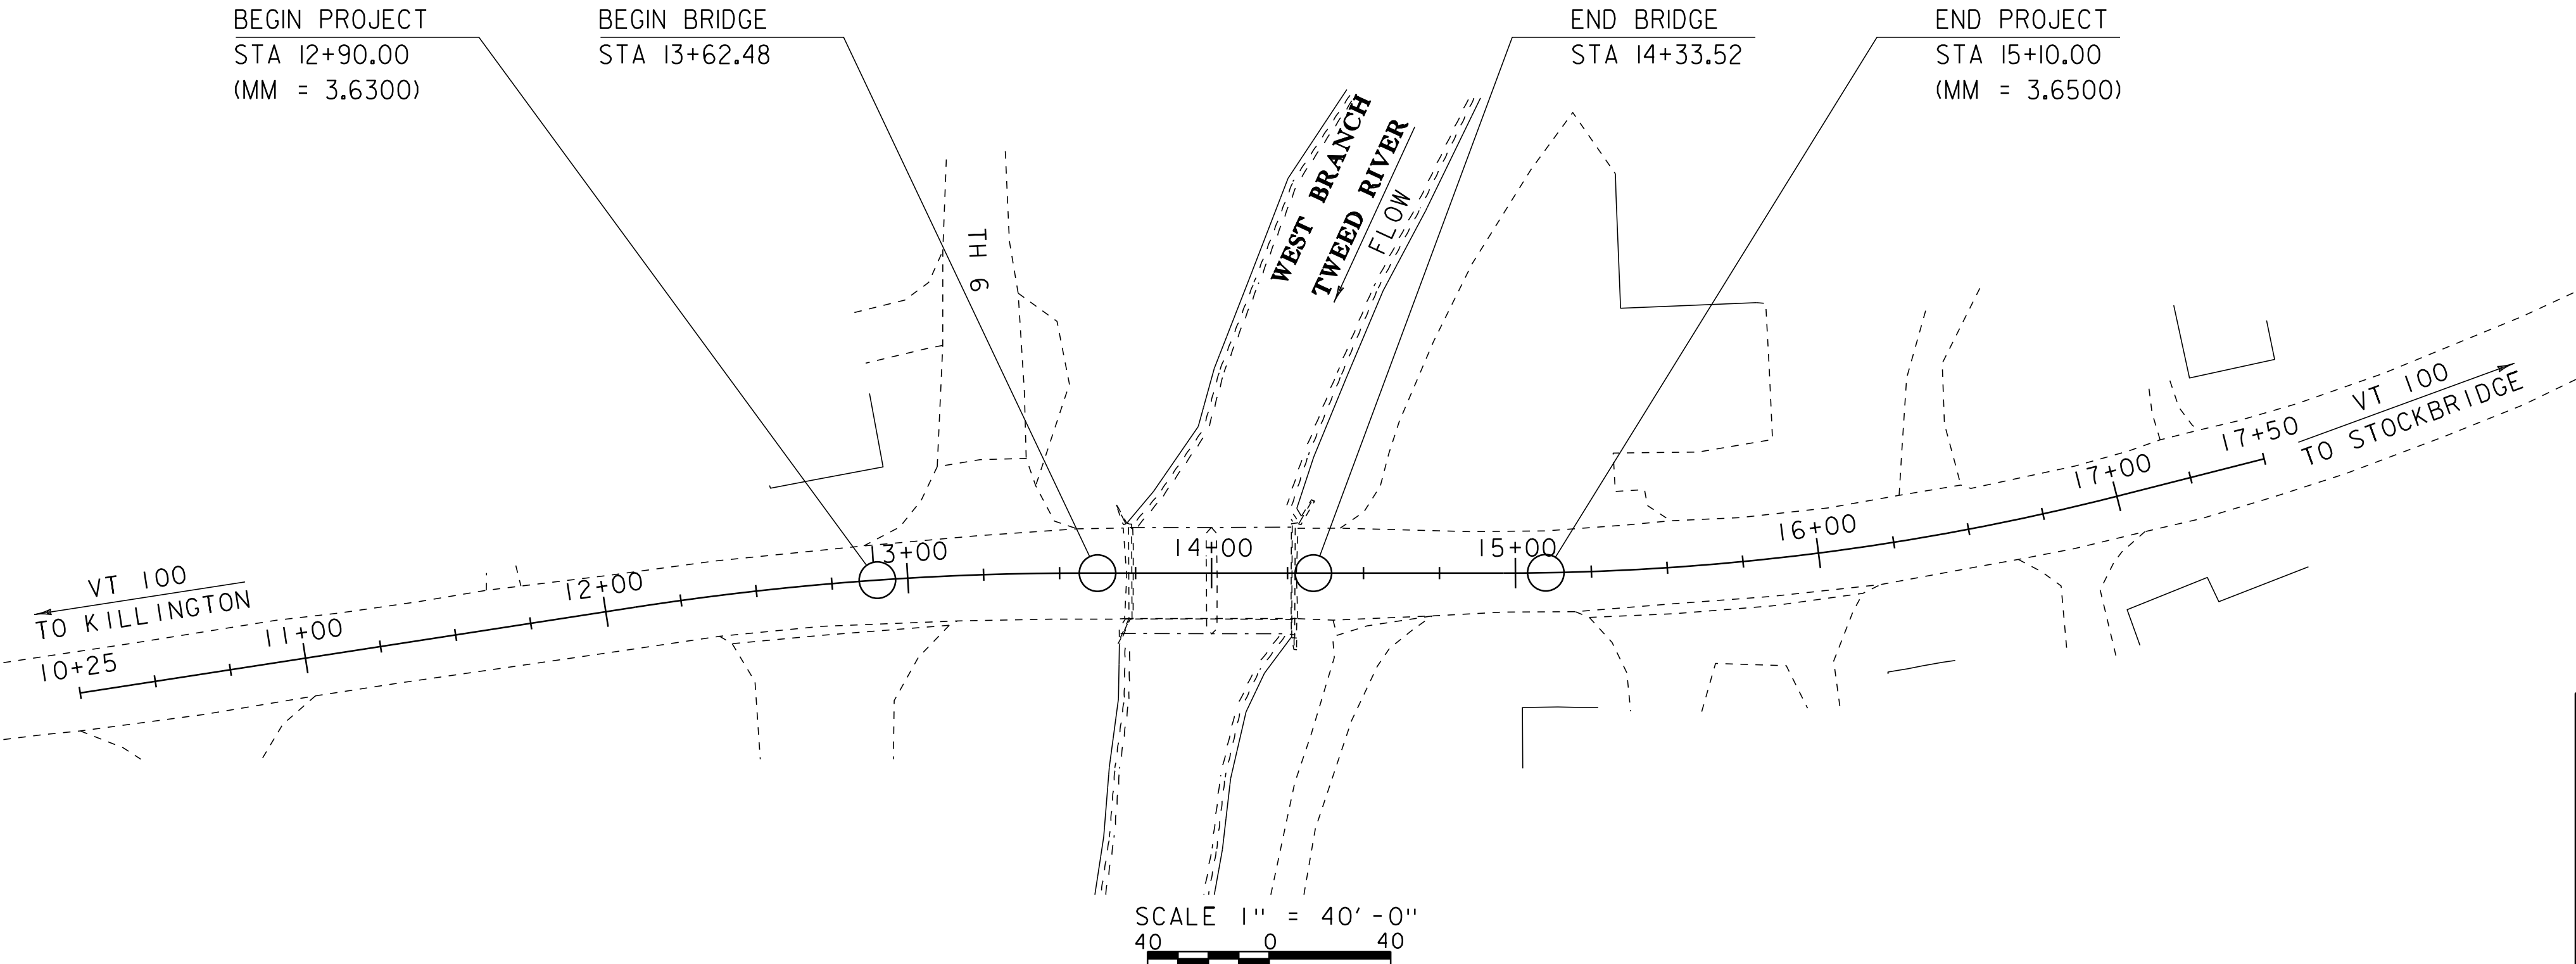 BEGIN PROJECT
STA 12+90.00
(MM = 3.6300)
BEGIN BRIDGE
STA 13+62.48
END BRIDGE
STA 14+33.52
END PROJECT
STA 15+10.00
(MM = 3.6500)
TH 6
WEST BRANCH
TWEED RIVER
FLOW
VT 100
TO KILLINGTON
10+25
11+00
12+00
13+00
14+00
15+00
16+00
17+00
17+50
VT 100
TO STOCKBRIDGE
SCALE 1" = 40'-0"
40 0 40